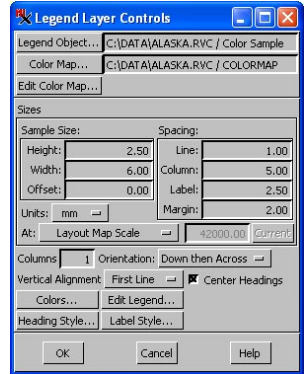 Legend Layer Controls
Legend Object... C:\DATA\ALASKA.RVC / Color Sample
Color Map... C:\DATA\ALASKA.RVC / COLORMAP
Edit Color Map...
Sizes
Sample Size: Spacing:
Height: 2.50 Line: 1.00
Width: 6.00 Column: 5.00
Offset: 0.00 Label: 2.50
Units: mm Margin: 2.00
At: Layout Map Scale 42000.00 Current
Columns 1 Orientation: Down then Across
Vertical Alignment First Line Center Headings
Colors... Edit Legend...
Heading Style... Label Style...
OK Cancel Help